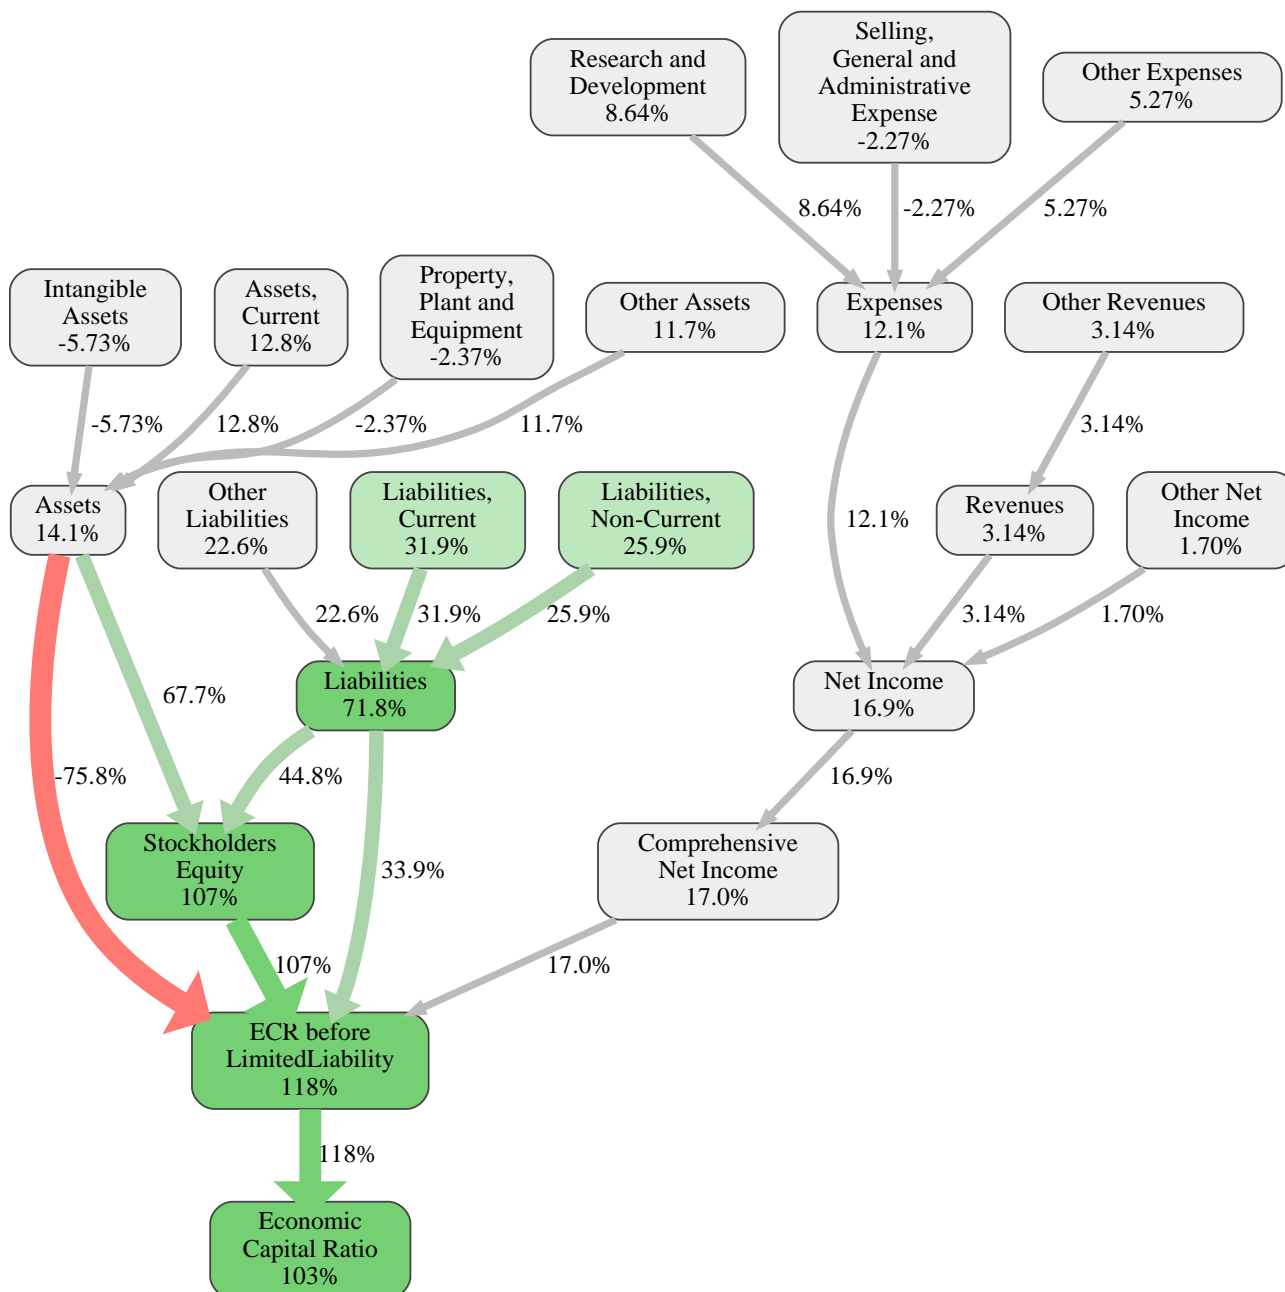 Research and
Development
8.64%
Selling,
General and
Administrative
Expense
-2.27%
Other Expenses
5.27%
8.64%
-2.27%
5.27%
Intangible
Assets
-5.73%
Assets,
Current
12.8%
Property,
Plant and
Equipment
-2.37%
Other Assets
11.7%
Expenses
12.1%
Other Revenues
3.14%
-5.73%
12.8%
-2.37%
11.7%
3.14%
Assets
14.1%
Other
Liabilities
22.6%
Liabilities,
Current
31.9%
Liabilities,
Non-Current
25.9%
12.1%
Revenues
3.14%
Other Net
Income
1.70%
22.6%
31.9%
25.9%
3.14%
1.70%
67.7%
Liabilities
71.8%
Net Income
16.9%
-75.8%
44.8%
16.9%
Stockholders
Equity
107%
33.9%
Comprehensive
Net Income
17.0%
107%
17.0%
ECR before
LimitedLiability
118%
118%
Economic
Capital Ratio
103%